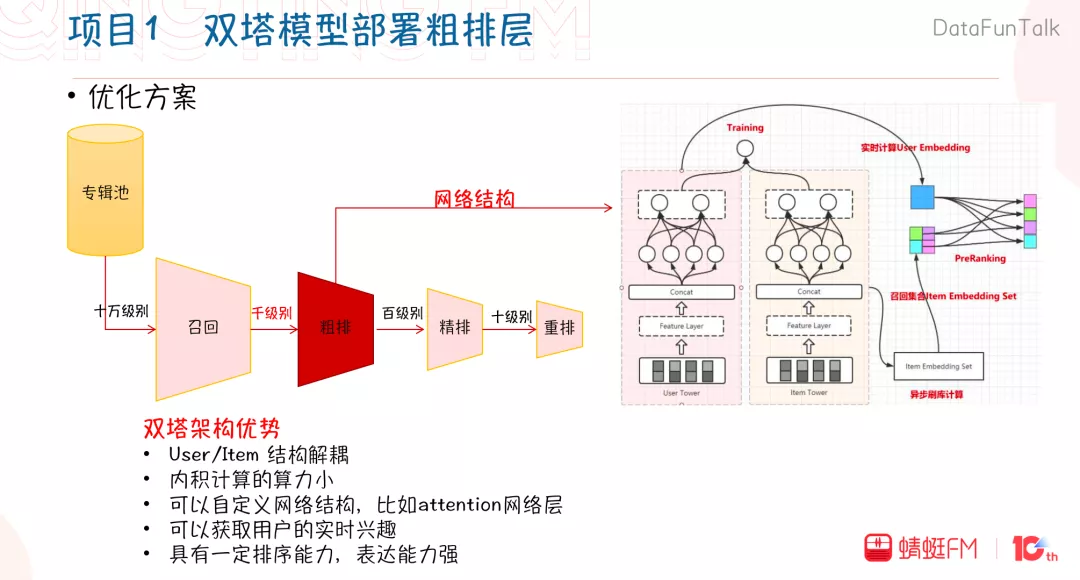 项目1 双塔模型部署粗排层
DataFunTalk
• 优化方案
专辑池
十万级别
召回
千级别
粗排
百级别
精排
十级别
重排
网络结构
Training
实时计算User Embedding
PreRanking
召回集合Item Embedding Set
Concat
Concat
Feature Layer
Feature Layer
User Tower
Item Tower
Item Embedding Set
异步刷库计算
双塔架构优势
• User/Item 结构解耦
• 内积计算的算力小
• 可以自定义网络结构，比如attention网络层
• 可以获取用户的实时兴趣
• 具有一定排序能力，表达能力强
蜻蜓FM
10th